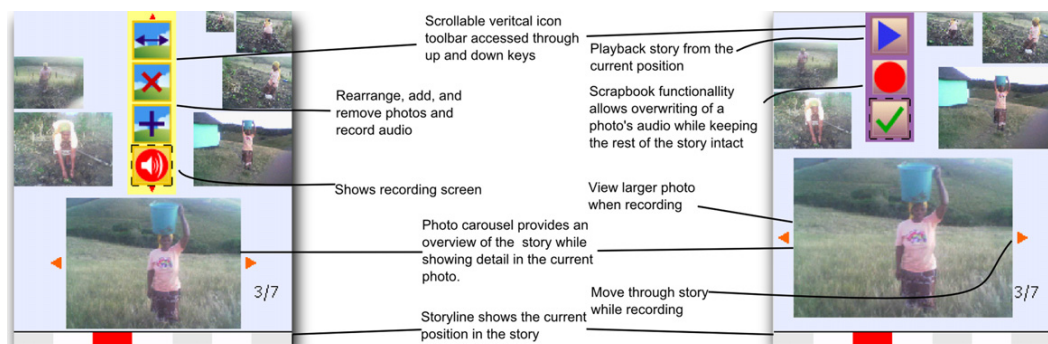 Scrollable veritcal icon
toolbar accessed through
up and down keys
Rearrange, add, and
remove photos and
record audio
Shows recording screen
Photo carousel provides an
overview of the story while
showing detail in the current
photo.
Storyline shows the current
position in the story
3/7
Playback story from the
current position
Scrapbook functionallity
allows overwriting of a
photo's audio while keeping
the rest of the story intact
View larger photo
when recording
Move through story
while recording
3/7